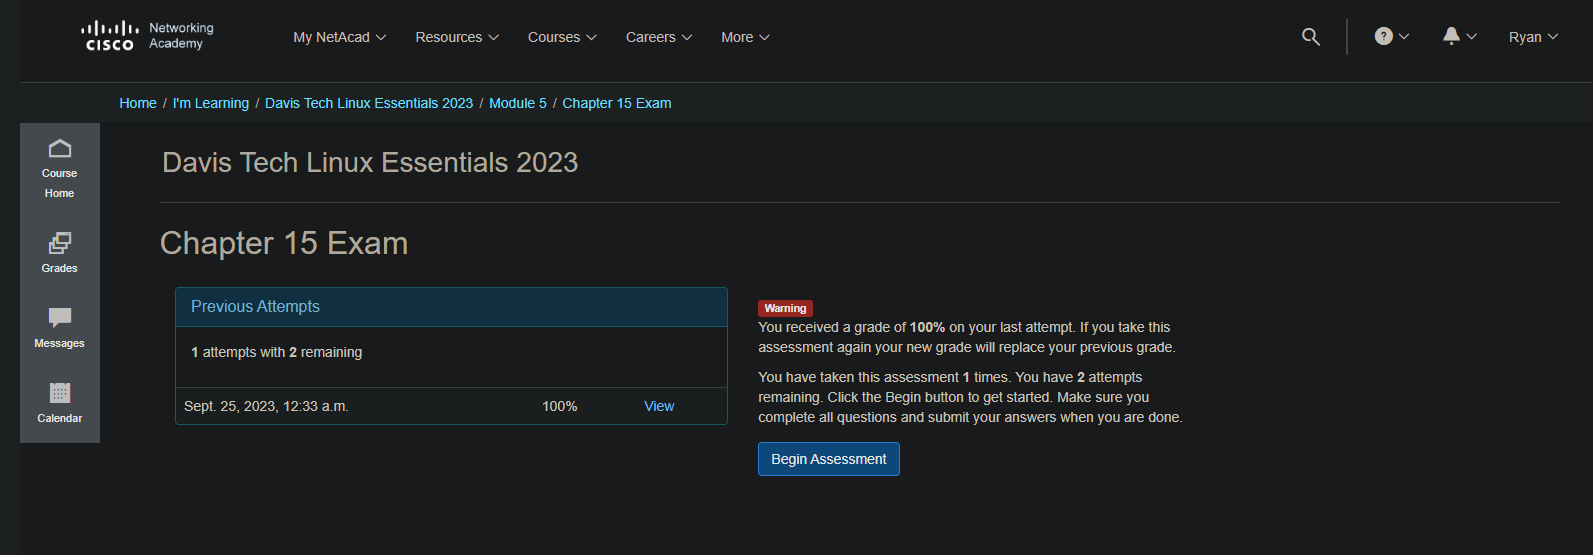 CISCO Networking Academy
My NetAcad Resources Courses Careers More ? Ryan
Home / I'm Learning / Davis Tech Linux Essentials 2023 / Module 5 / Chapter 15 Exam
Course
Home
Grades
Messages
Calendar
Davis Tech Linux Essentials 2023
Chapter 15 Exam
Previous Attempts
1 attempts with 2 remaining
Sept. 25, 2023, 12:33 a.m. 100% View
Warning
You received a grade of 100% on your last attempt. If you take this
assessment again your new grade will replace your previous grade.
You have taken this assessment 1 times. You have 2 attempts
remaining. Click the Begin button to get started. Make sure you
complete all questions and submit your answers when you are done.
Begin Assessment